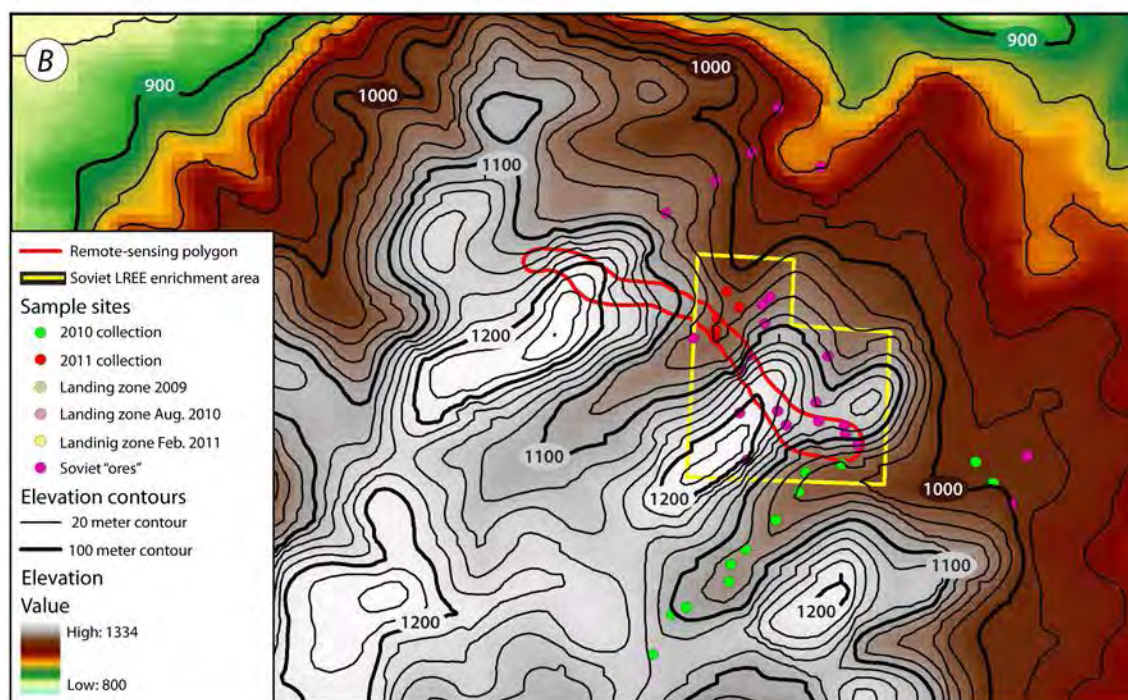 B
900
900
1000
1000
1100
1200
1100
1200
1000
1100
1200
1200
Remote-sensing polygon
Soviet LREE enrichment area
Sample sites
2010 collection
2011 collection
Landing zone 2009
Landing zone Aug. 2010
Landinig zone Feb. 2011
Soviet "ores"
Elevation contours
20 meter contour
100 meter contour
Elevation
Value
High: 1334
Low: 800